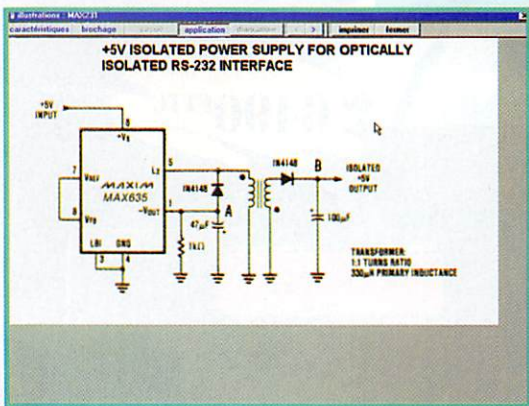 illustrations : MAX231
caractéristiques brochage application imprimer fermer
+5V ISOLATED POWER SUPPLY FOR OPTICALLY
ISOLATED RS-232 INTERFACE
+5V
INPUT
6
+Vs
7
VREF
8
VFB
MAXIM
MAX635
LX
5
-VOUT
1
LBI GND
3 4
1N4148
A
47µF
1kΩ
1N4148
B
ISOLATED
+5V
OUTPUT
100µF
TRANSFORMER:
1:1 TURNS RATIO
330µH PRIMARY INDUCTANCE